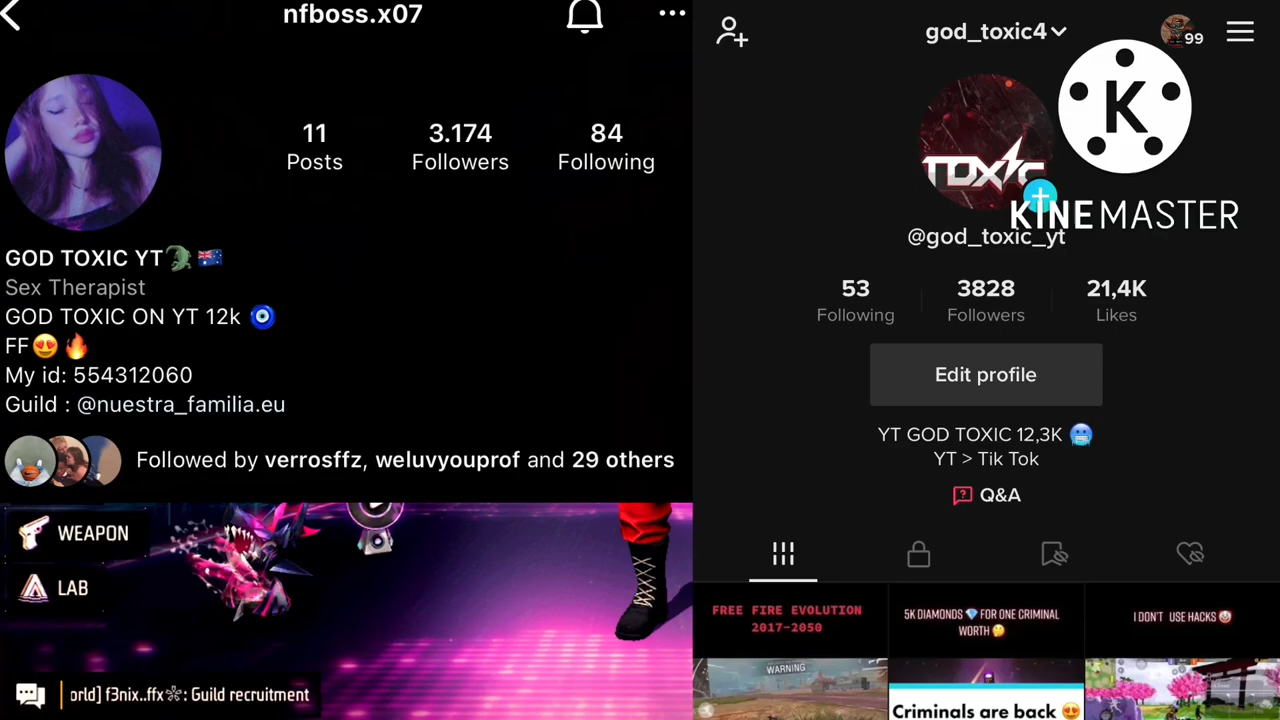 nfboss.x07
11
Posts
3.174
Followers
84
Following
GOD TOXIC YT🐊🇦🇺
Sex Therapist
GOD TOXIC ON YT 12k 🧿
FF😍🔥
My id: 554312060
Guild : @nuestra_familia.eu
Followed by verrosffz, weluvyouprof and 29 others
WEAPON
LAB
orld] f3nix..ffx❊: Guild recruitment
god_toxic4
99
TOXIC
K
KINEMASTER
@god_toxic_yt
53
Following
3828
Followers
21,4K
Likes
Edit profile
YT GOD TOXIC 12,3K 🥶
YT > Tik Tok
Q&A
FREE FIRE EVOLUTION
2017-2050
WARNING
5K DIAMONDS 💎 FOR ONE CRIMINAL
WORTH 🤔
Criminals are back 😍
I DON'T USE HACKS 🤡